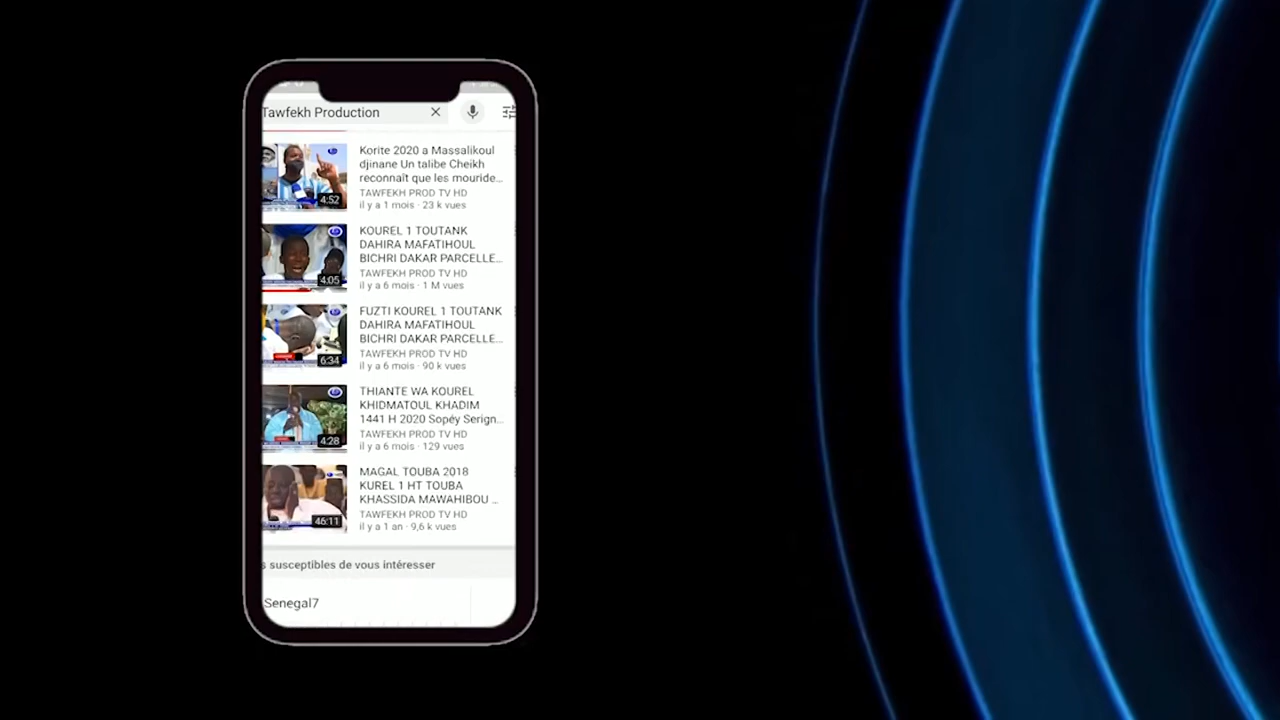 Tawfekh Production
Korite 2020 a Massalikoul
djinane Un talibe Cheikh
reconnaît que les mouride...
TAWFEKH PROD TV HD
il y a 1 mois · 23 k vues
4:52
KOUREL 1 TOUTANK
DAHIRA MAFATIHOUL
BICHRI DAKAR PARCELLE...
TAWFEKH PROD TV HD
il y a 6 mois · 1 M vues
4:05
FUZTI KOUREL 1 TOUTANK
DAHIRA MAFATIHOUL
BICHRI DAKAR PARCELLE...
TAWFEKH PROD TV HD
il y a 6 mois · 90 k vues
6:34
THIANTE WA KOUREL
KHIDMATOUL KHADIM
1441 H 2020 Sopéy Serign...
TAWFEKH PROD TV HD
il y a 6 mois · 129 vues
4:28
MAGAL TOUBA 2018
KUREL 1 HT TOUBA
KHASSIDA MAWAHIBOU ...
TAWFEKH PROD TV HD
il y a 1 an · 9,6 k vues
46:11
s susceptibles de vous intéresser
Senegal7